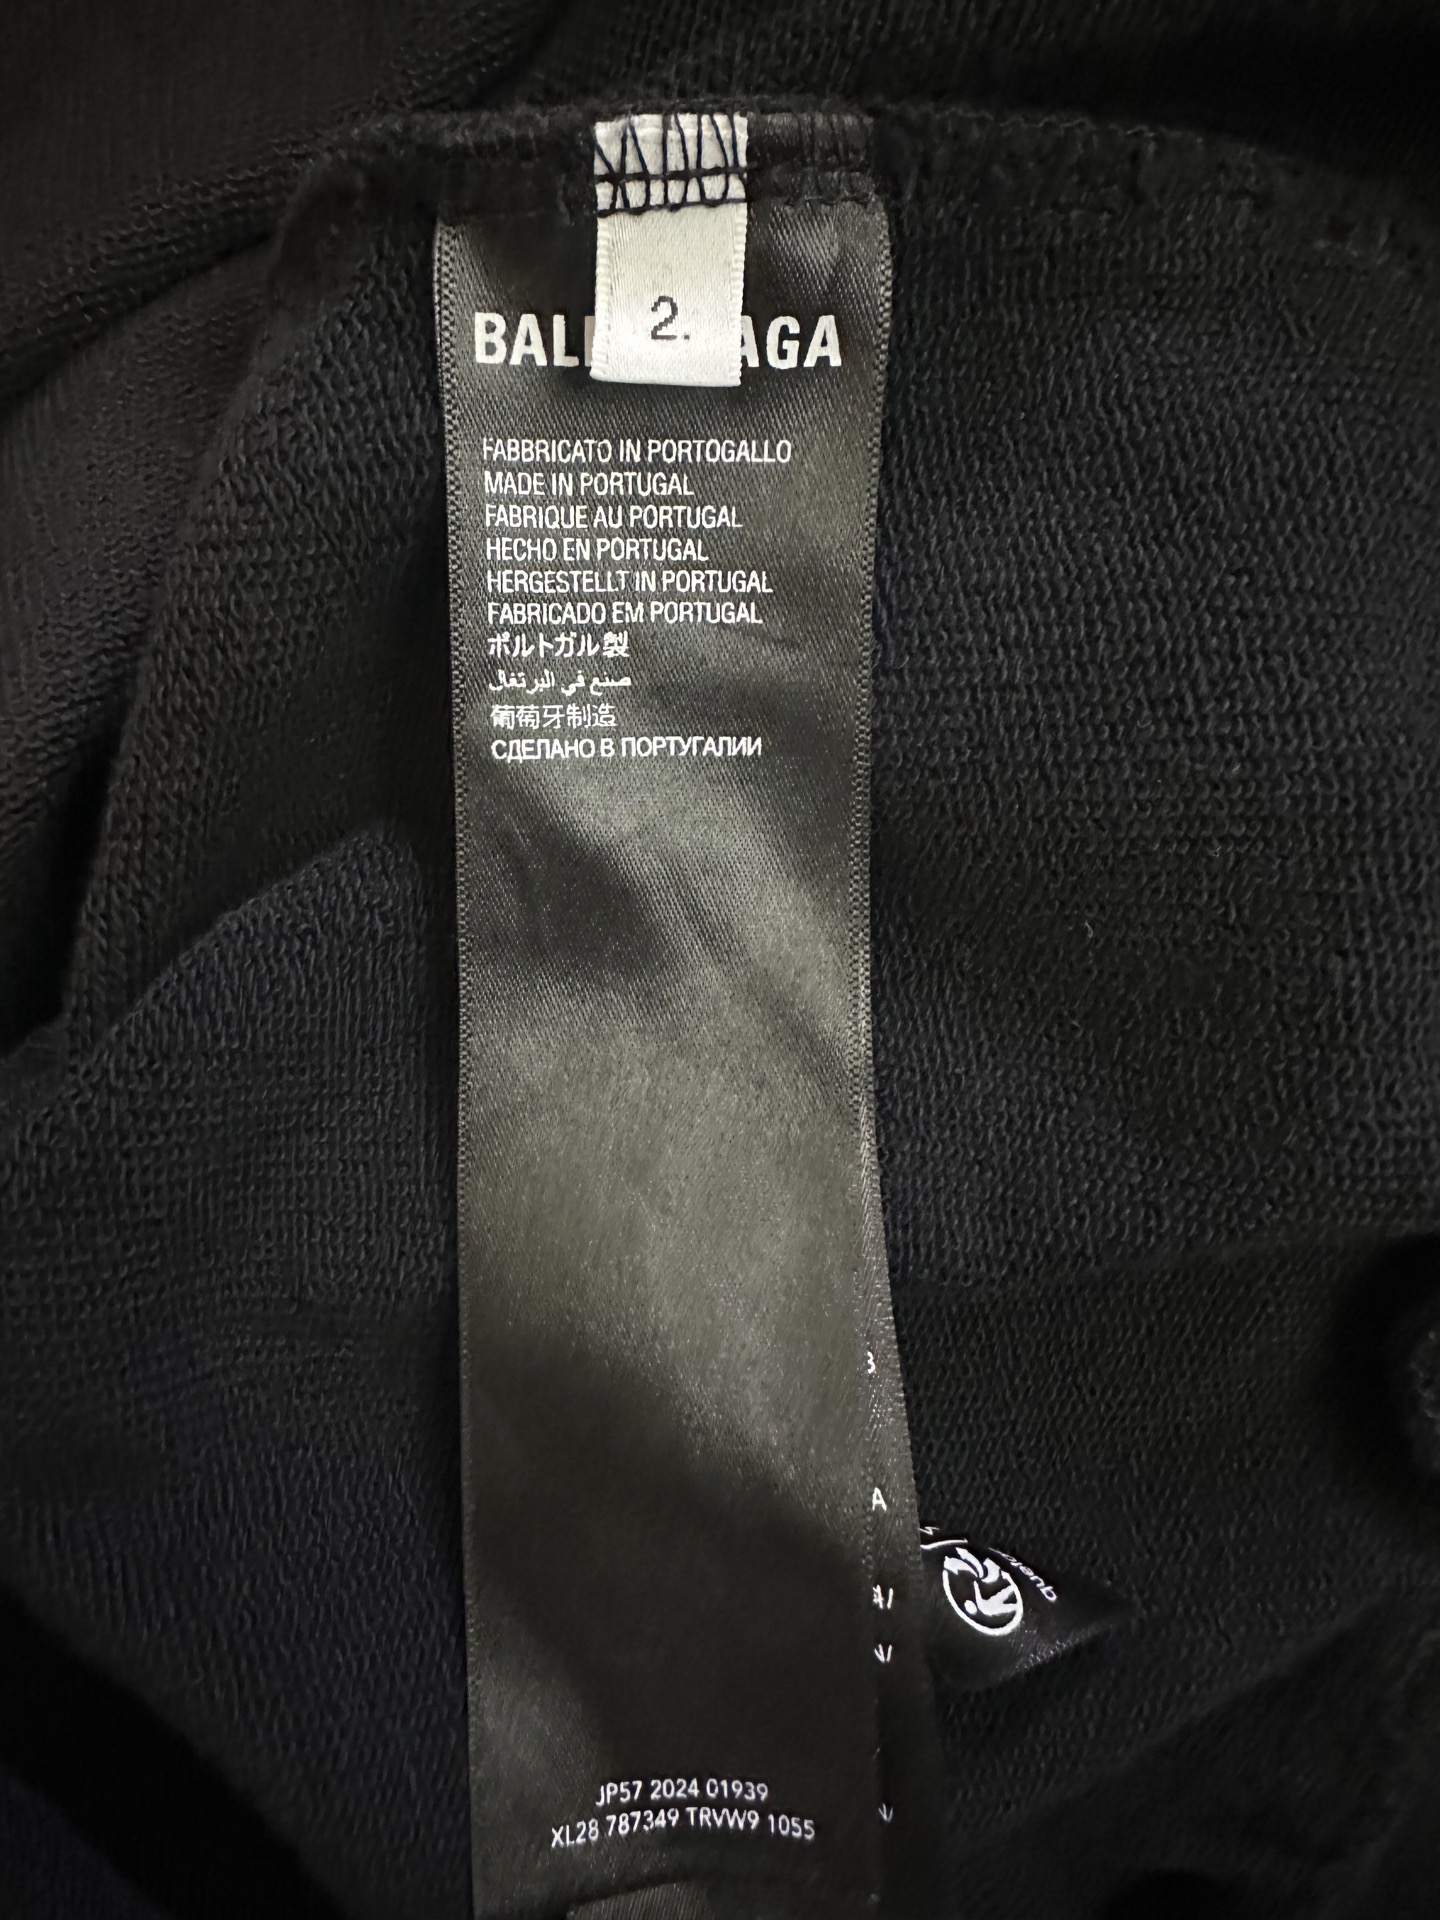 2.
BAL AGA
FABBRICATO IN PORTOGALLO
MADE IN PORTUGAL
FABRIQUE AU PORTUGAL
HECHO EN PORTUGAL
HERGESTELLT IN PORTUGAL
FABRICADO EM PORTUGAL
ポルトガル製
صنع في البرتغال
葡萄牙制造
СДЕЛАНО В ПОРТУГАЛИИ
3
A
JP57 2024 01939
XL28 787349 TRVW9 1055